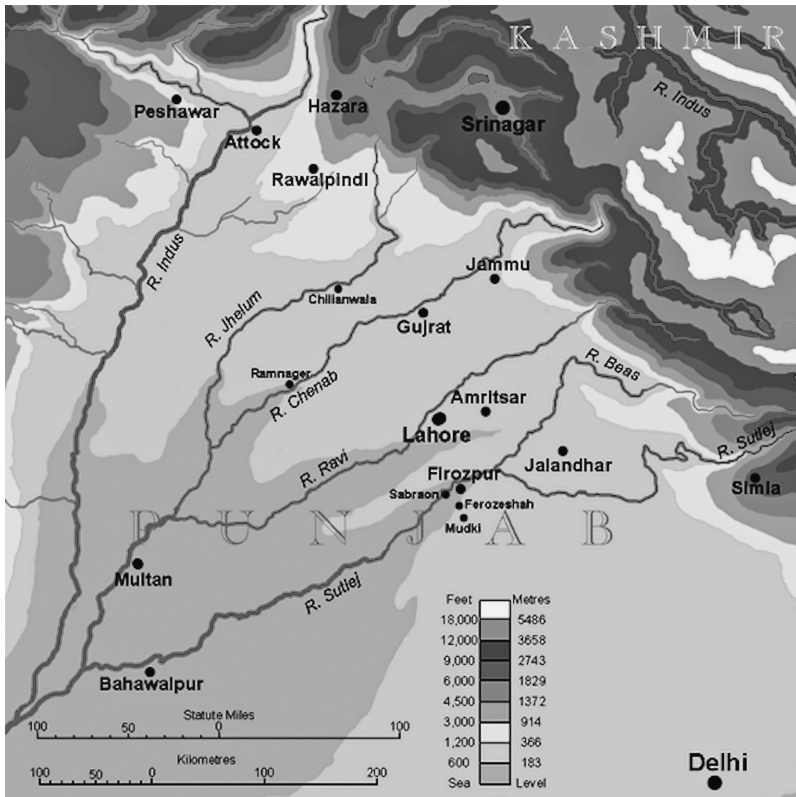 KASHMIR
R. Indus
Peshawar
Hazara
Srinagar
Attock
Rawalpindi
R. Indus
Jammu
Chilianwala
R. Jhelum
Gujrat
Ramnager
R. Chenab
R. Beas
Amritsar
Lahore
R. Ravi
R. Sutlej
Jalandhar
Firozpur
Simla
Sabraon
Ferozeshah
PUNJAB
Mudki
Multan
R. Sutlej
Bahawalpur
Feet Metres
18,000 5486
12,000 3658
9,000 2743
6,000 1829
4,500 1372
3,000 914
1,200 366
600 183
Sea Level
Statute Miles
100 50 0 100
Kilometres
100 50 0 100 200
Delhi